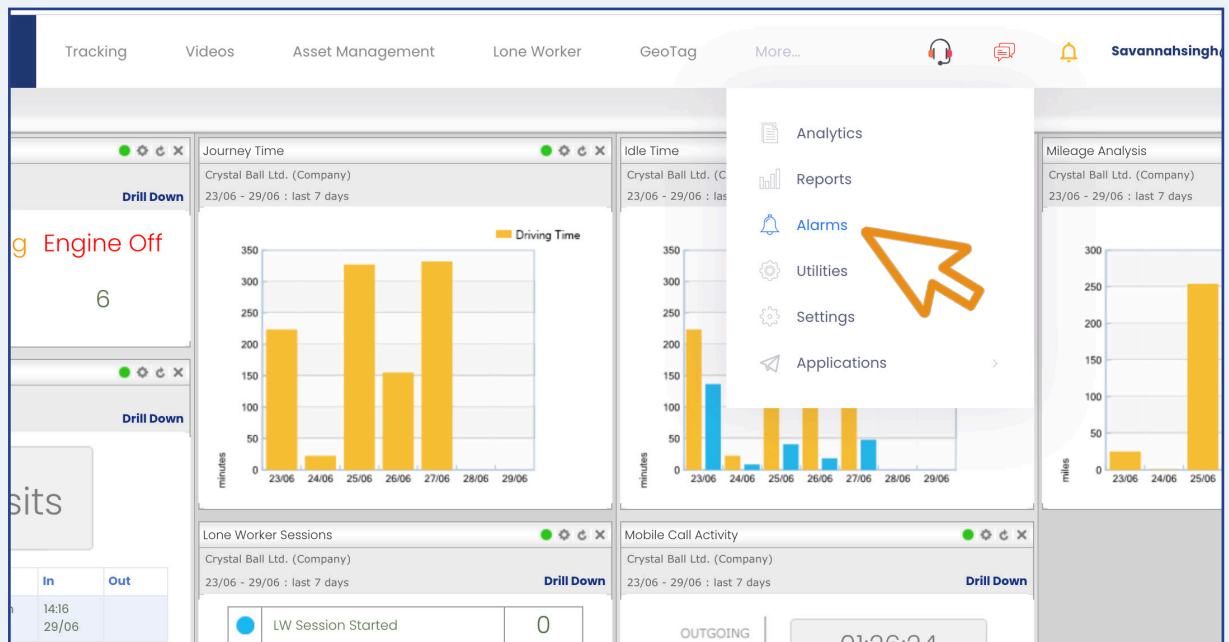 Tracking
Videos
Asset Management
Lone Worker
GeoTag
More...
Savannahsingh
Analytics
Reports
Alarms
Utilities
Settings
Applications
Drill Down
Engine Off
6
Drill Down
In
Out
14:16
29/06
Journey Time
Crystal Ball Ltd. (Company)
23/06 - 29/06 : last 7 days
Driving Time
350
300
250
200
150
100
50
0
minutes
23/06 24/06 25/06 26/06 27/06 28/06 29/06
Idle Time
Crystal Ball Ltd. (C
23/06 - 29/06 : las
350
300
250
200
150
100
50
0
minutes
23/06 24/06 25/06 26/06 27/06 28/06 29/06
Mileage Analysis
Crystal Ball Ltd. (Company)
23/06 - 29/06 : last 7 days
300
250
200
150
100
50
0
miles
23/06 24/06 25/06
Lone Worker Sessions
Crystal Ball Ltd. (Company)
23/06 - 29/06 : last 7 days
Drill Down
LW Session Started
0
Mobile Call Activity
Crystal Ball Ltd. (Company)
23/06 - 29/06 : last 7 days
Drill Down
OUTGOING